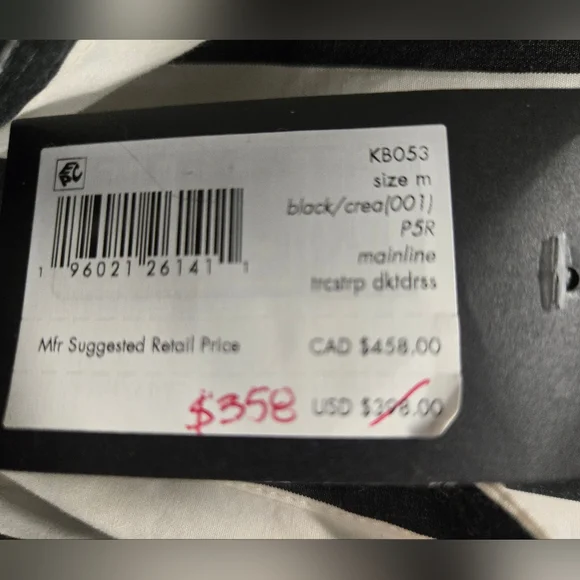 KB053
size m
black/crea(001)
P5R
mainline
trcstrp dktdrss
1 96021 26141 1
Mfr Suggested Retail Price CAD $458.00
$358 USD $398.00